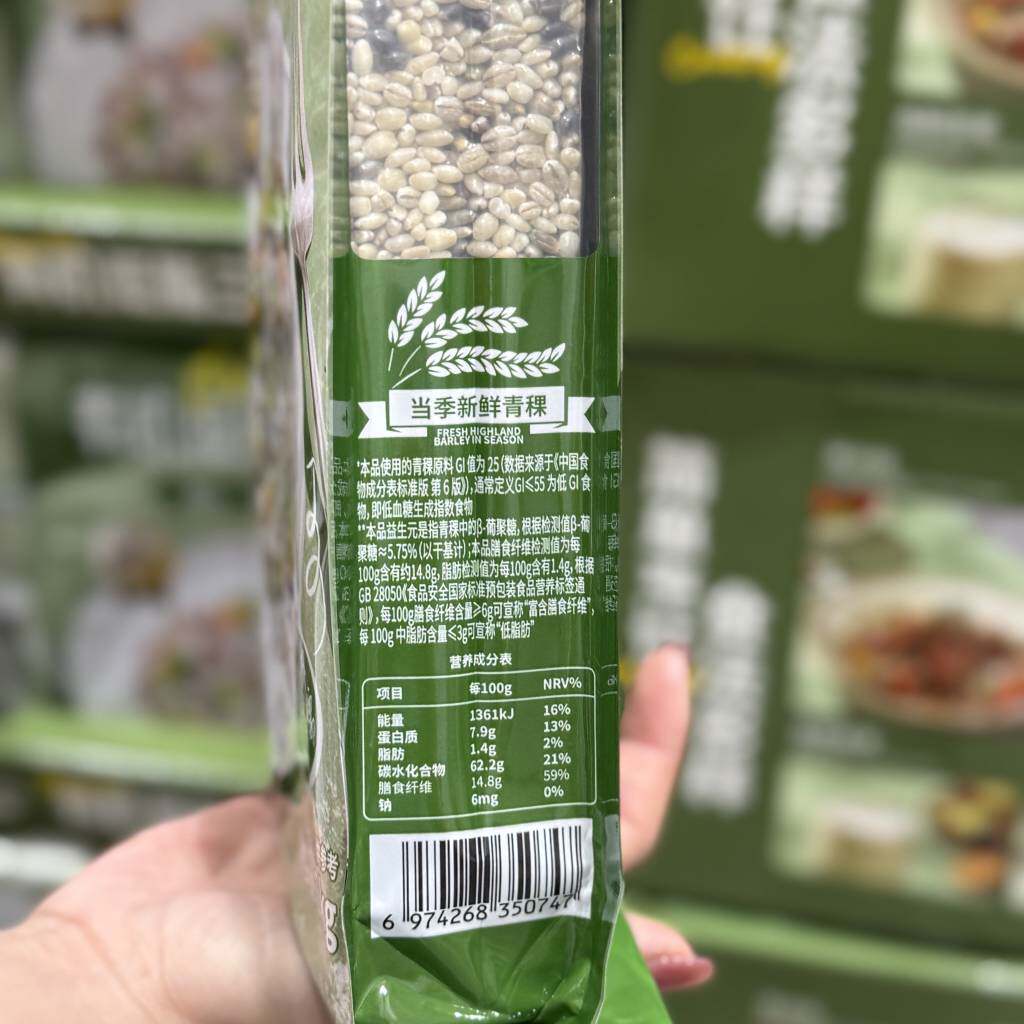 当季新鲜青稞
FRESH HIGHLAND
BARLEY IN SEASON
*本品使用的青稞原料 GI 值为 25(数据来源于《中国食
物成分表标准版 第 6 版》),通常定义GI≤55 为低 GI 食
物, 即低血糖生成指数食物
**本品益生元是指青稞中的β-葡聚糖, 根据检测值β-葡
聚糖≈5.75%(以干基计);本品膳食纤维检测值为每
100g含有约14.8g, 脂肪检测值为每100g含有1.4g, 根据
GB 28050《食品安全国家标准预包装食品营养标签通
则》, 每100g膳食纤维含量≥6g可宣称“富含膳食纤维”,
每 100g 中脂肪含量≤3g可宣称“低脂肪”
营养成分表
项目 每100g NRV%
能量 1361kJ 16%
蛋白质 7.9g 13%
脂肪 1.4g 2%
碳水化合物 62.2g 21%
膳食纤维 14.8g 59%
钠 6mg 0%
6 974268 350747
考
g